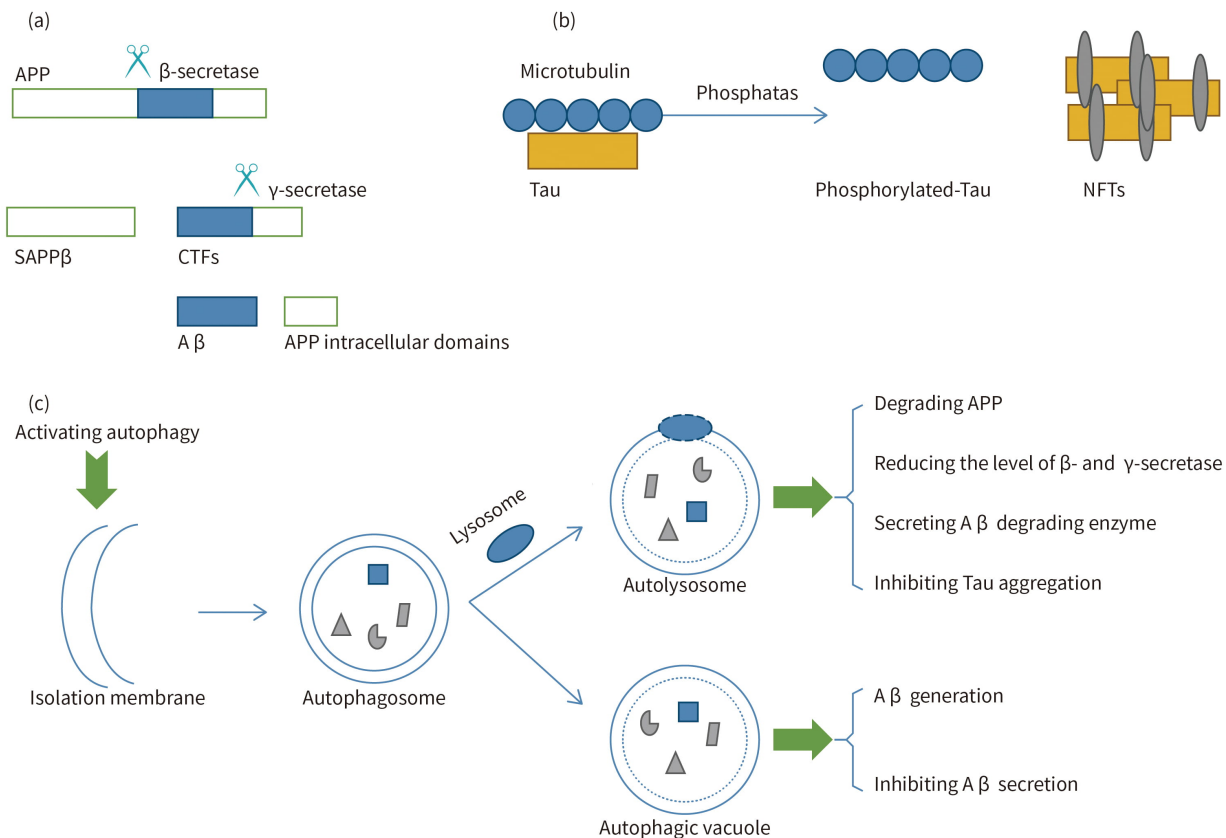 (a)
APP
β-secretase
γ-secretase
SAPPβ
CTFs
A β
APP intracellular domains
(b)
Microtubulin
Phosphatas
Tau
Phosphorylated-Tau
NFTs
(c)
Activating autophagy
Isolation membrane
Autophagosome
Lysosome
Autolysosome
Degrading APP
Reducing the level of β- and γ-secretase
Secreting A β degrading enzyme
Inhibiting Tau aggregation
Autophagic vacuole
A β generation
Inhibiting A β secretion